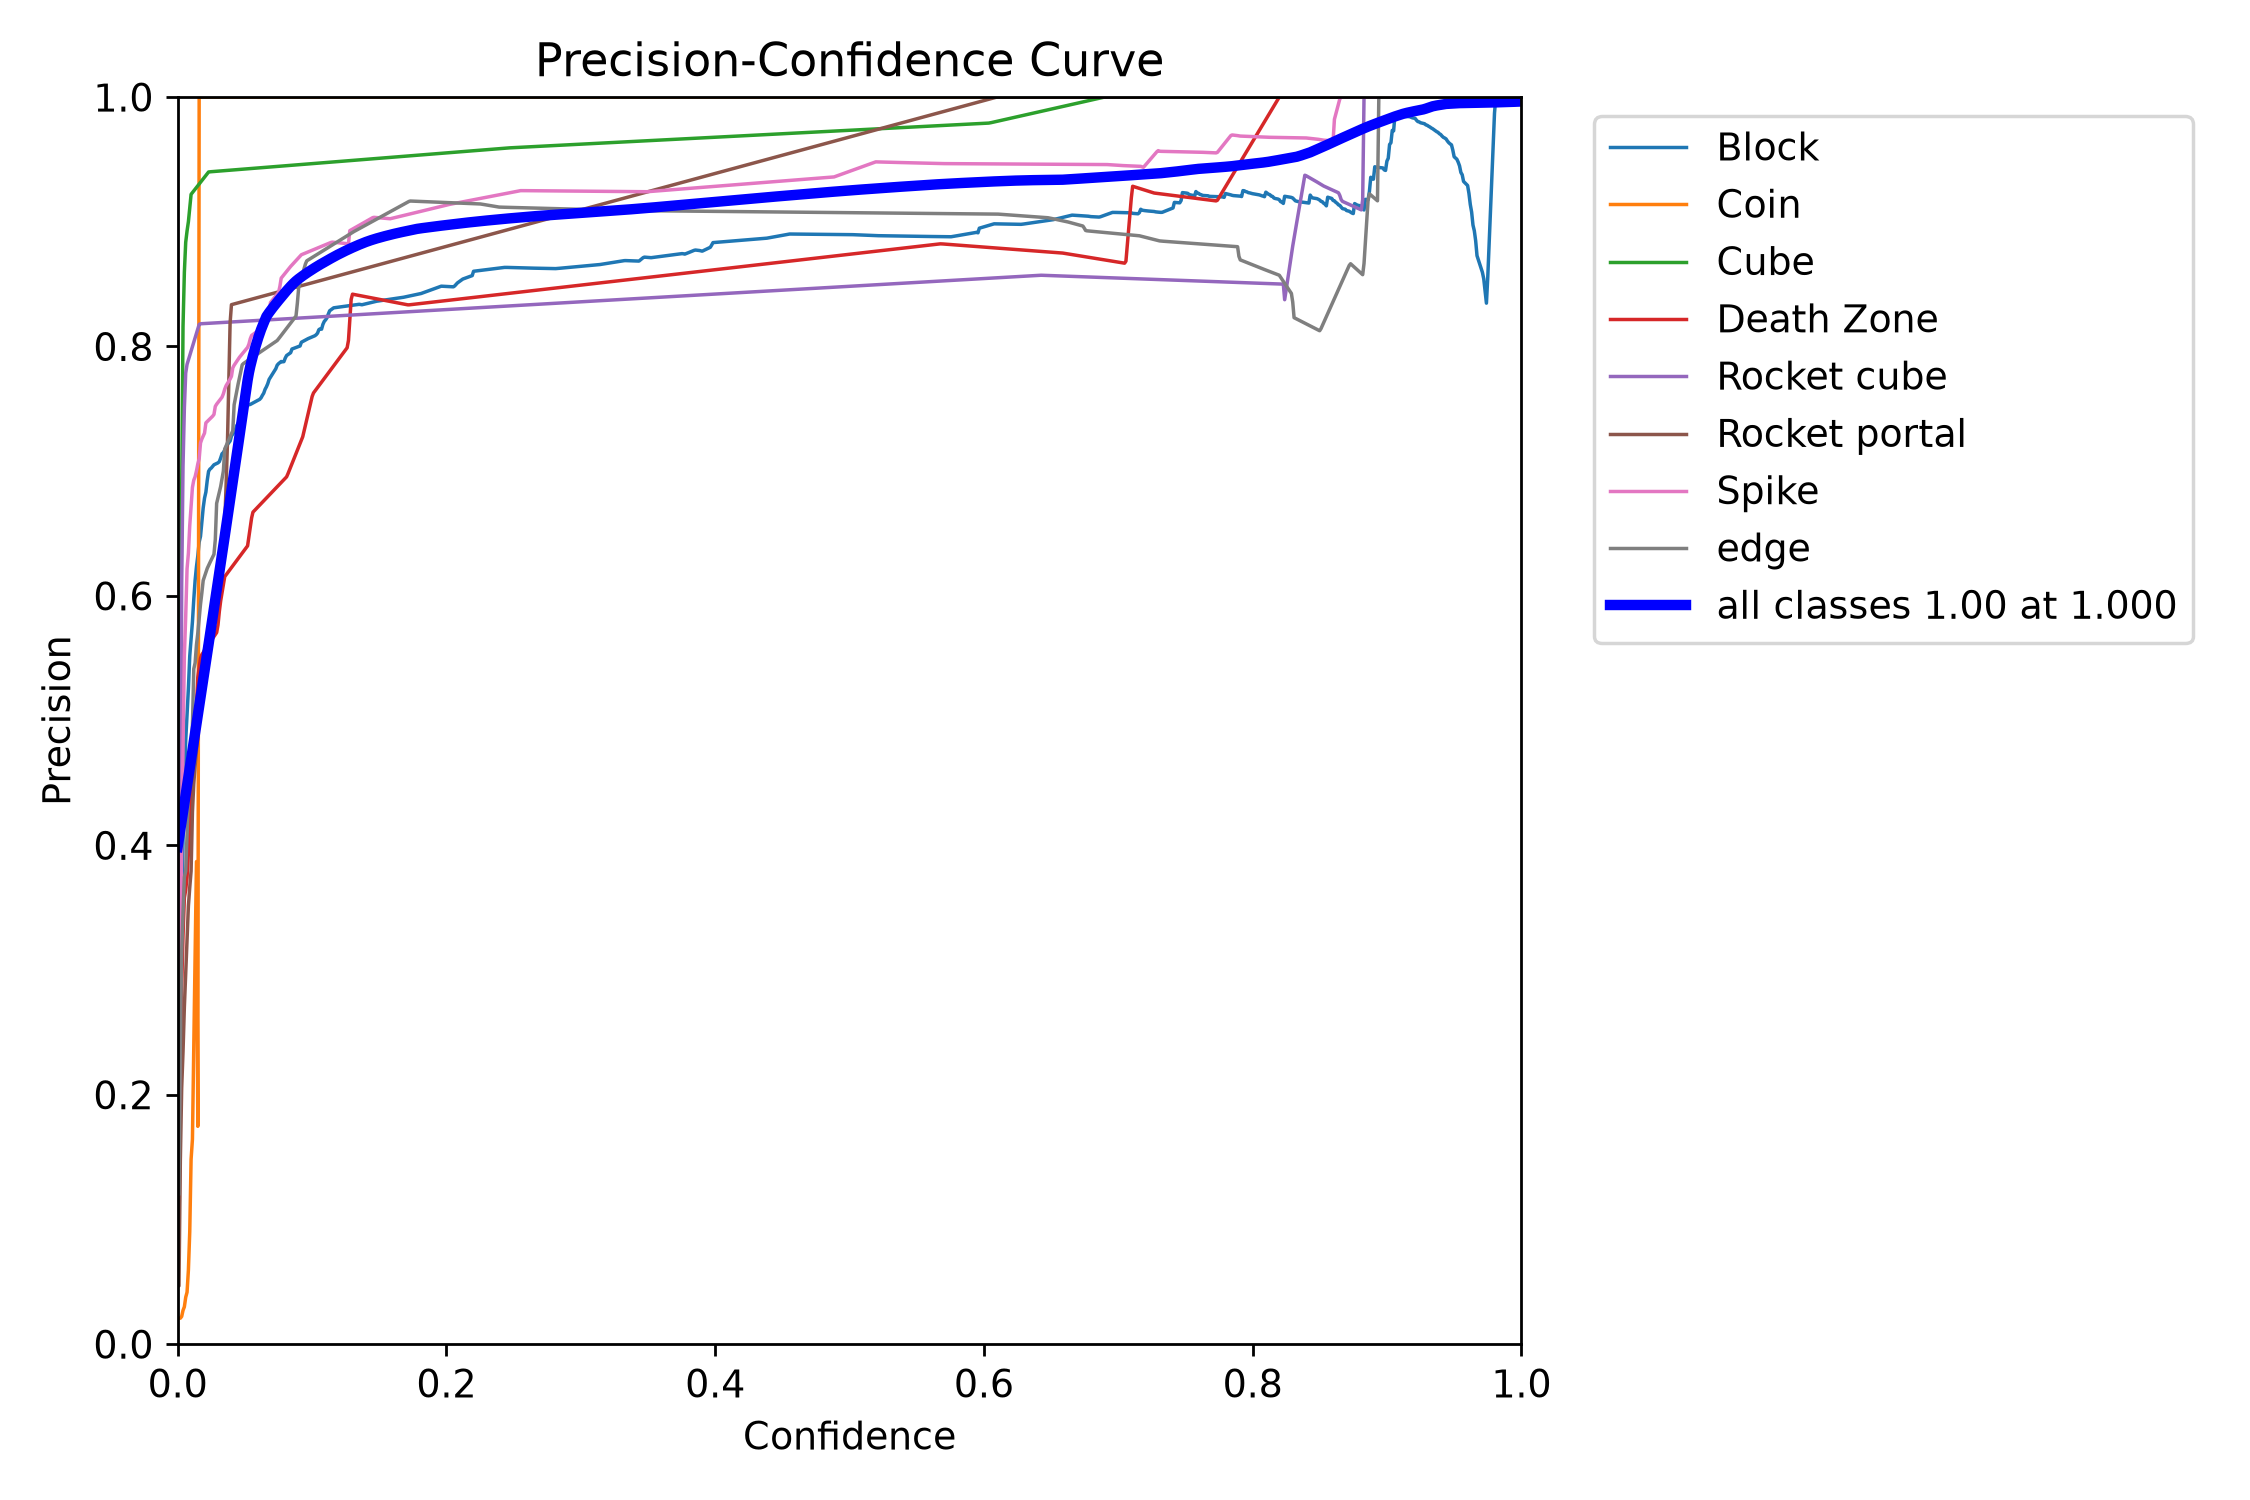 Precision-Confidence Curve
1.0
0.8
0.6
0.4
0.2
0.0
Precision
0.0 0.2 0.4 0.6 0.8 1.0
Confidence
Block
Coin
Cube
Death Zone
Rocket cube
Rocket portal
Spike
edge
all classes 1.00 at 1.000